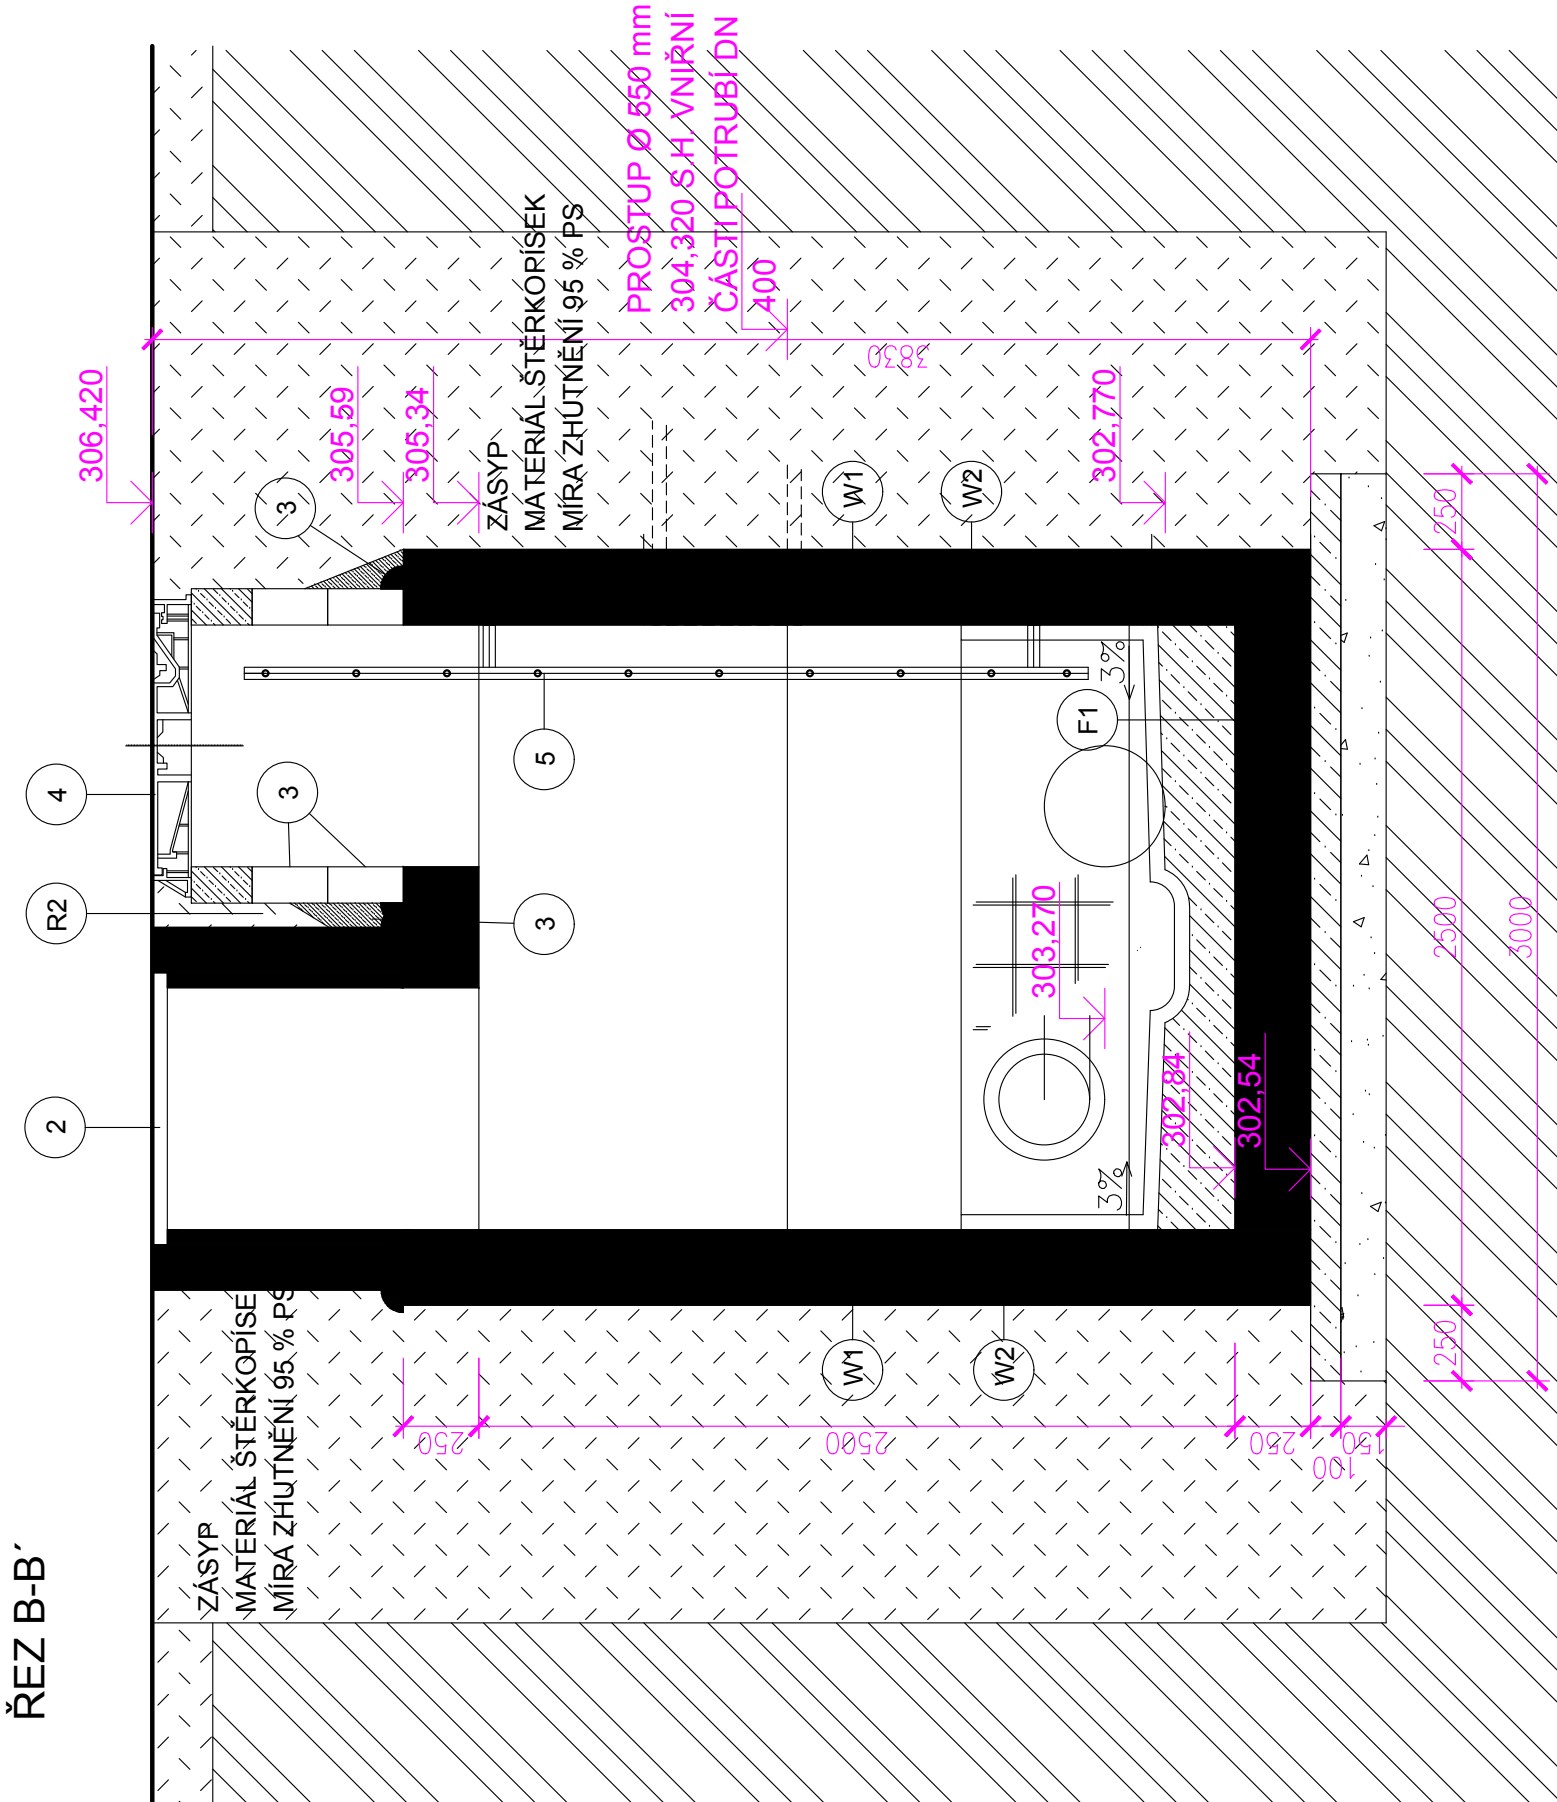 ŘEZ B-B´
4
R2
2
3
3
3
5
306,420
305,59
305,34
ZÁSYP
MATERIÁL ŠTĚRKOPÍSEK
MÍRA ZHUTNĚNÍ 95 % PS
PROSTUP Ø 550 mm
304,320 S.H. VNIŘNÍ
ČÁSTI POTRUBÍ DN
400
3830
W1
W2
302,770
F1
3%
303,270
3%
302,84
302,54
ZÁSYP
MATERIÁL ŠTĚRKOPÍSE
MÍRA ZHUTNĚNÍ 95 % PS
W1
W2
250
2500
250
100
150
250
2500
250
3000